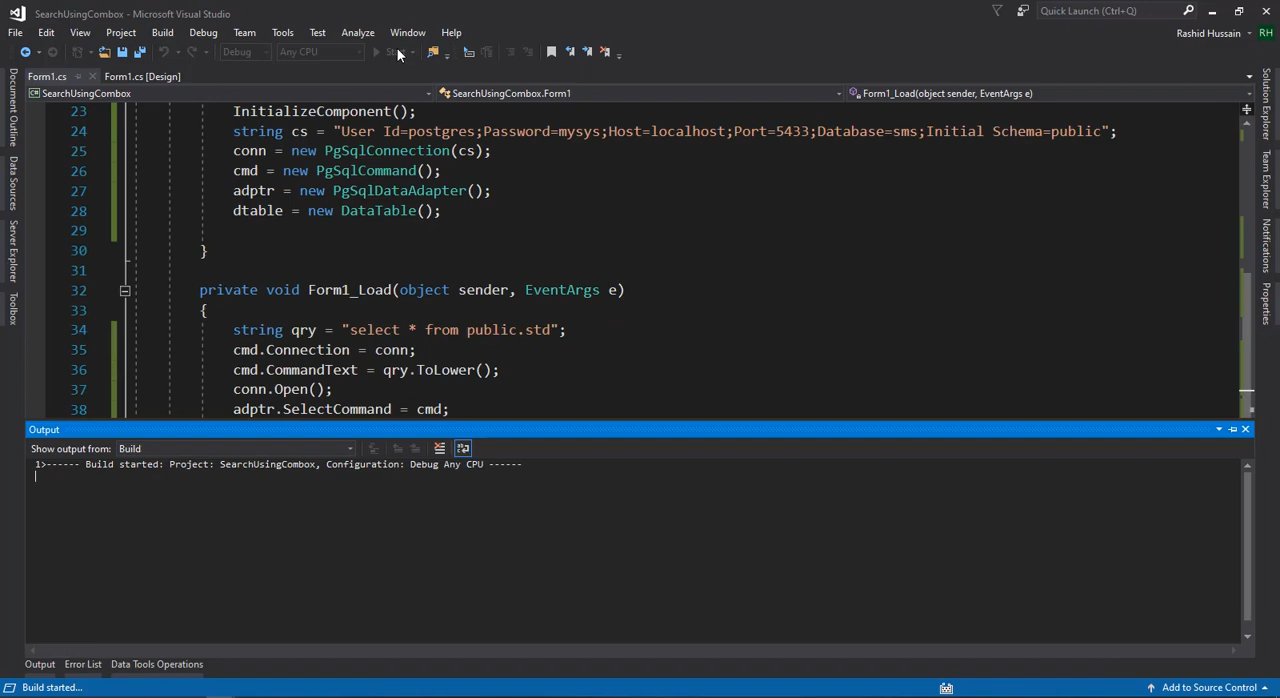 SearchUsingCombox - Microsoft Visual Studio
Quick Launch (Ctrl+Q)
File Edit View Project Build Debug Team Tools Test Analyze Window Help
Rashid Hussain RH
Debug Any CPU
Form1.cs Form1.cs [Design]
SearchUsingCombox SearchUsingCombox.Form1 Form1_Load(object sender, EventArgs e)
Document Outline
Data Sources
Server Explorer
Toolbox
23 InitializeComponent();
24 string cs = "User Id=postgres;Password=mysys;Host=localhost;Port=5433;Database=sms;Initial Schema=public";
25 conn = new PgSqlConnection(cs);
26 cmd = new PgSqlCommand();
27 adptr = new PgSqlDataAdapter();
28 dtable = new DataTable();
29
30 }
31
32 private void Form1_Load(object sender, EventArgs e)
33 {
34 string qry = "select * from public.std";
35 cmd.Connection = conn;
36 cmd.CommandText = qry.ToLower();
37 conn.Open();
38 adptr.SelectCommand = cmd;
Solution Explorer
Team Explorer
Notifications
Properties
Output
Show output from: Build
1>------ Build started: Project: SearchUsingCombox, Configuration: Debug Any CPU ------
Output Error List Data Tools Operations
Build started... Add to Source Control